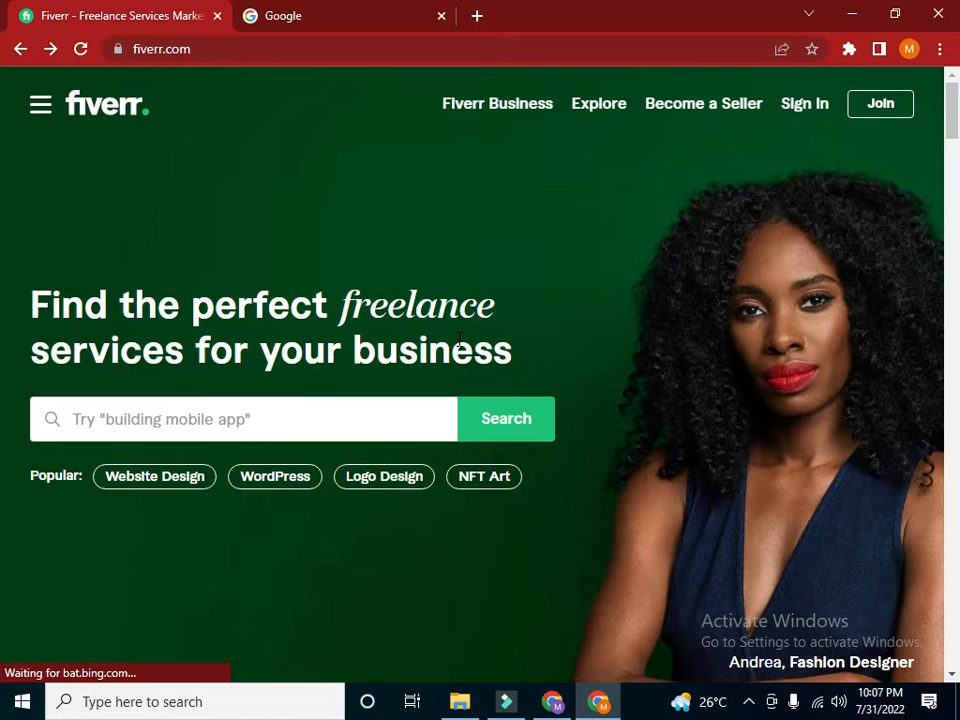 Fiverr - Freelance Services Marke
Google
fiverr.com
M
fiverr.
Fiverr Business
Explore
Become a Seller
Sign In
Join
Find the perfect freelance
services for your business
Try "building mobile app"
Search
Popular:
Website Design
WordPress
Logo Design
NFT Art
Activate Windows
Go to Settings to activate Windows.
Andrea, Fashion Designer
Waiting for bat.bing.com...
Type here to search
26°C
10:07 PM
7/31/2022